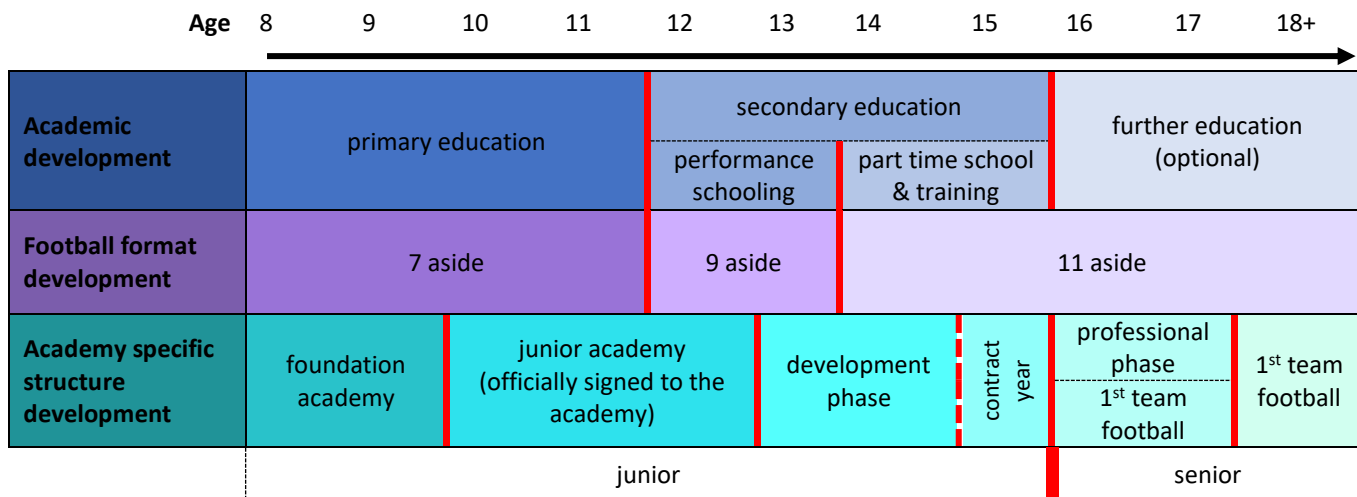 Age 8 9 10 11 12 13 14 15 16 17 18+
Academic
development
primary education
secondary education
performance
schooling
part time school
& training
further education
(optional)
Football format
development
7 aside
9 aside
11 aside
Academy specific
structure
development
foundation
academy
junior academy
(officially signed to the
academy)
development
phase
contract
year
professional
phase
1st team
football
1st team
football
junior
senior